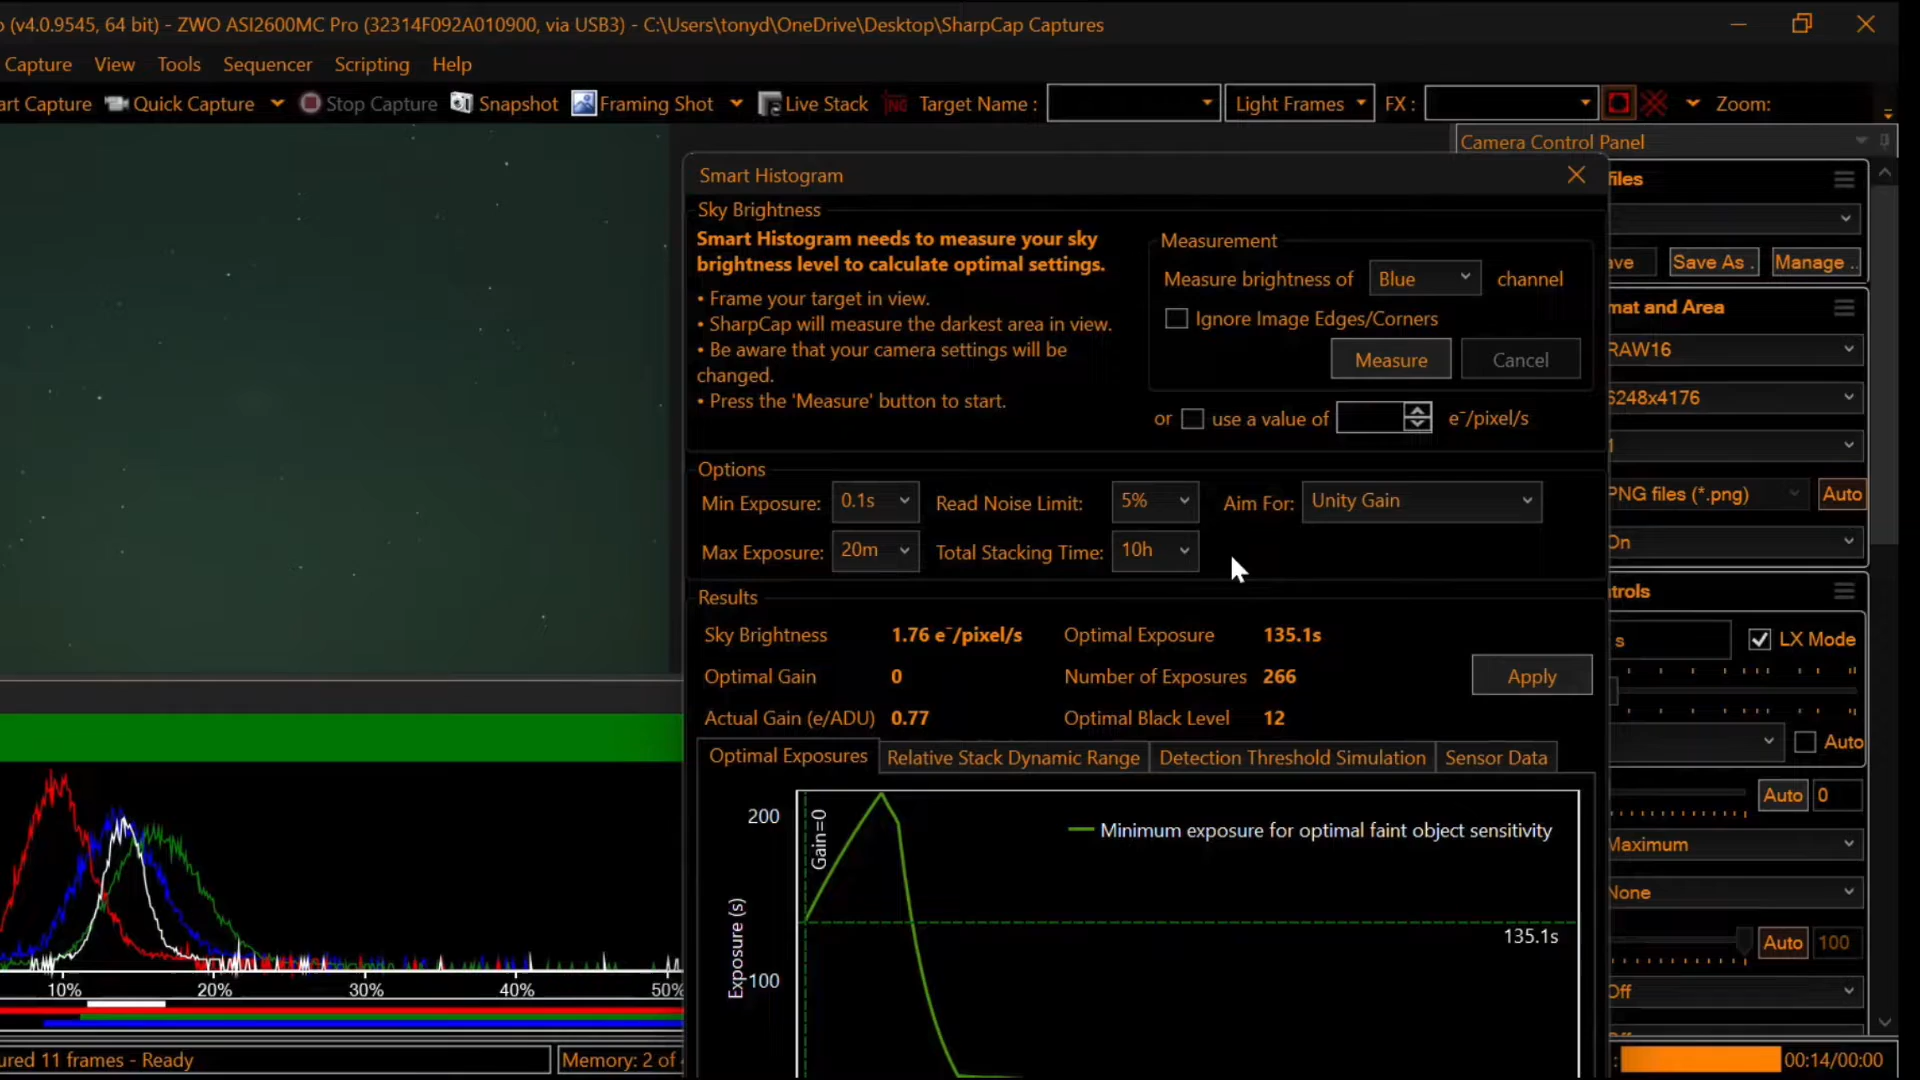 (v4.0.9545, 64 bit) - ZWO ASI2600MC Pro (32314F092A010900, via USB3) - C:\Users\tonyd\OneDrive\Desktop\SharpCap Captures
Capture View Tools Sequencer Scripting Help
art Capture Quick Capture Stop Capture Snapshot Framing Shot Live Stack Target Name : Light Frames FX : Zoom:
Camera Control Panel
Smart Histogram
files
Sky Brightness
Smart Histogram needs to measure your sky
brightness level to calculate optimal settings.
• Frame your target in view.
• SharpCap will measure the darkest area in view.
• Be aware that your camera settings will be
changed.
• Press the 'Measure' button to start.
Measurement
Measure brightness of Blue channel
Ignore Image Edges/Corners
Measure Cancel
or use a value of e⁻/pixel/s
ave Save As . Manage ..
mat and Area
RAW16
6248x4176
1
PNG files (*.png) Auto
On
Options
Min Exposure: 0.1s Read Noise Limit: 5% Aim For: Unity Gain
Max Exposure: 20m Total Stacking Time: 10h
Results
Sky Brightness 1.76 e⁻/pixel/s Optimal Exposure 135.1s
Optimal Gain 0 Number of Exposures 266
Apply
Actual Gain (e/ADU) 0.77 Optimal Black Level 12
Optimal Exposures Relative Stack Dynamic Range Detection Threshold Simulation Sensor Data
200
Gain=0
Minimum exposure for optimal faint object sensitivity
Exposure (s)
135.1s
100
trols
s LX Mode
Auto
Auto 0
Maximum
None
Auto 100
Off
10% 20% 30% 40% 50%
ured 11 frames - Ready
Memory: 2 of
: 00:14/00:00